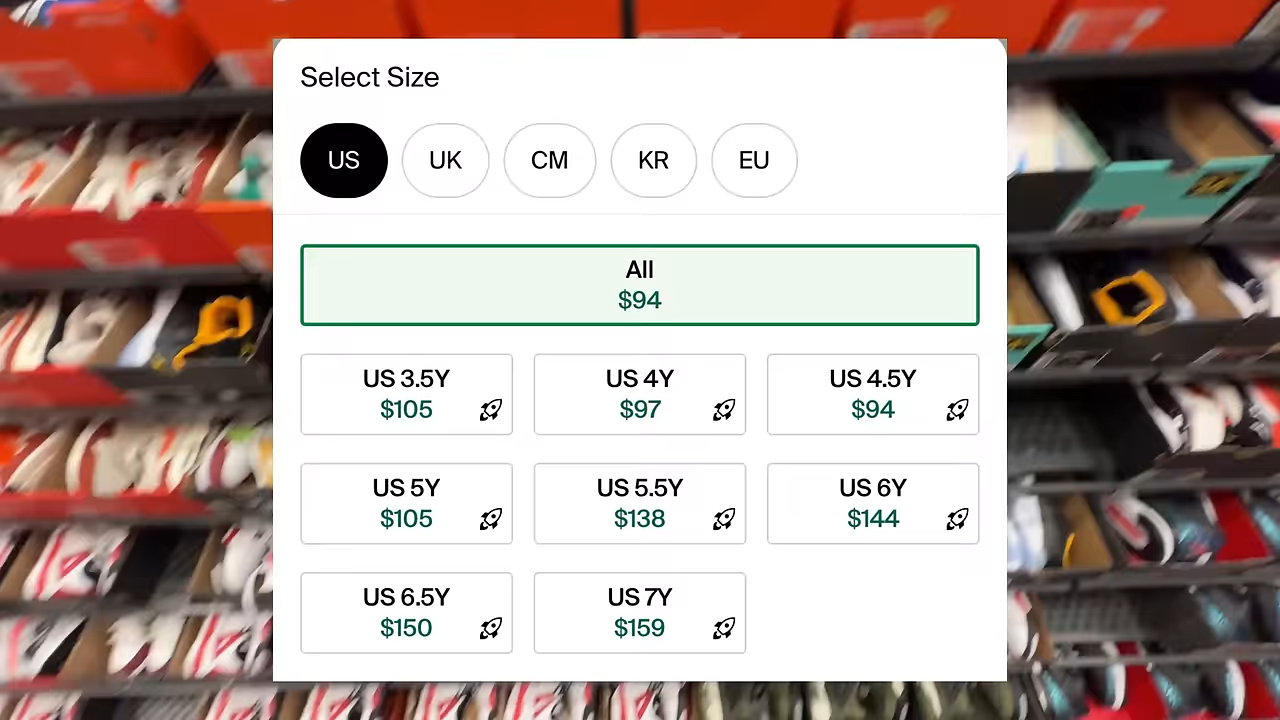 Select Size
US UK CM KR EU
All
$94
US 3.5Y US 4Y US 4.5Y
$105 $97 $94
US 5Y US 5.5Y US 6Y
$105 $138 $144
US 6.5Y US 7Y
$150 $159